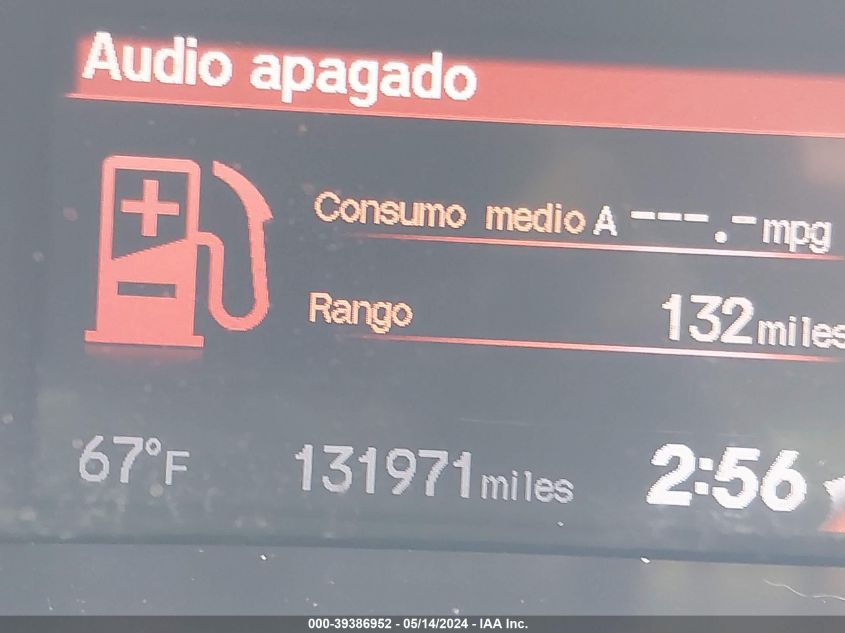 Audio apagado
Consumo medio A ---.- mpg
Rango 132 miles
67°F 131971 miles 2:56
000-39386952 - 05/14/2024 - IAA Inc.